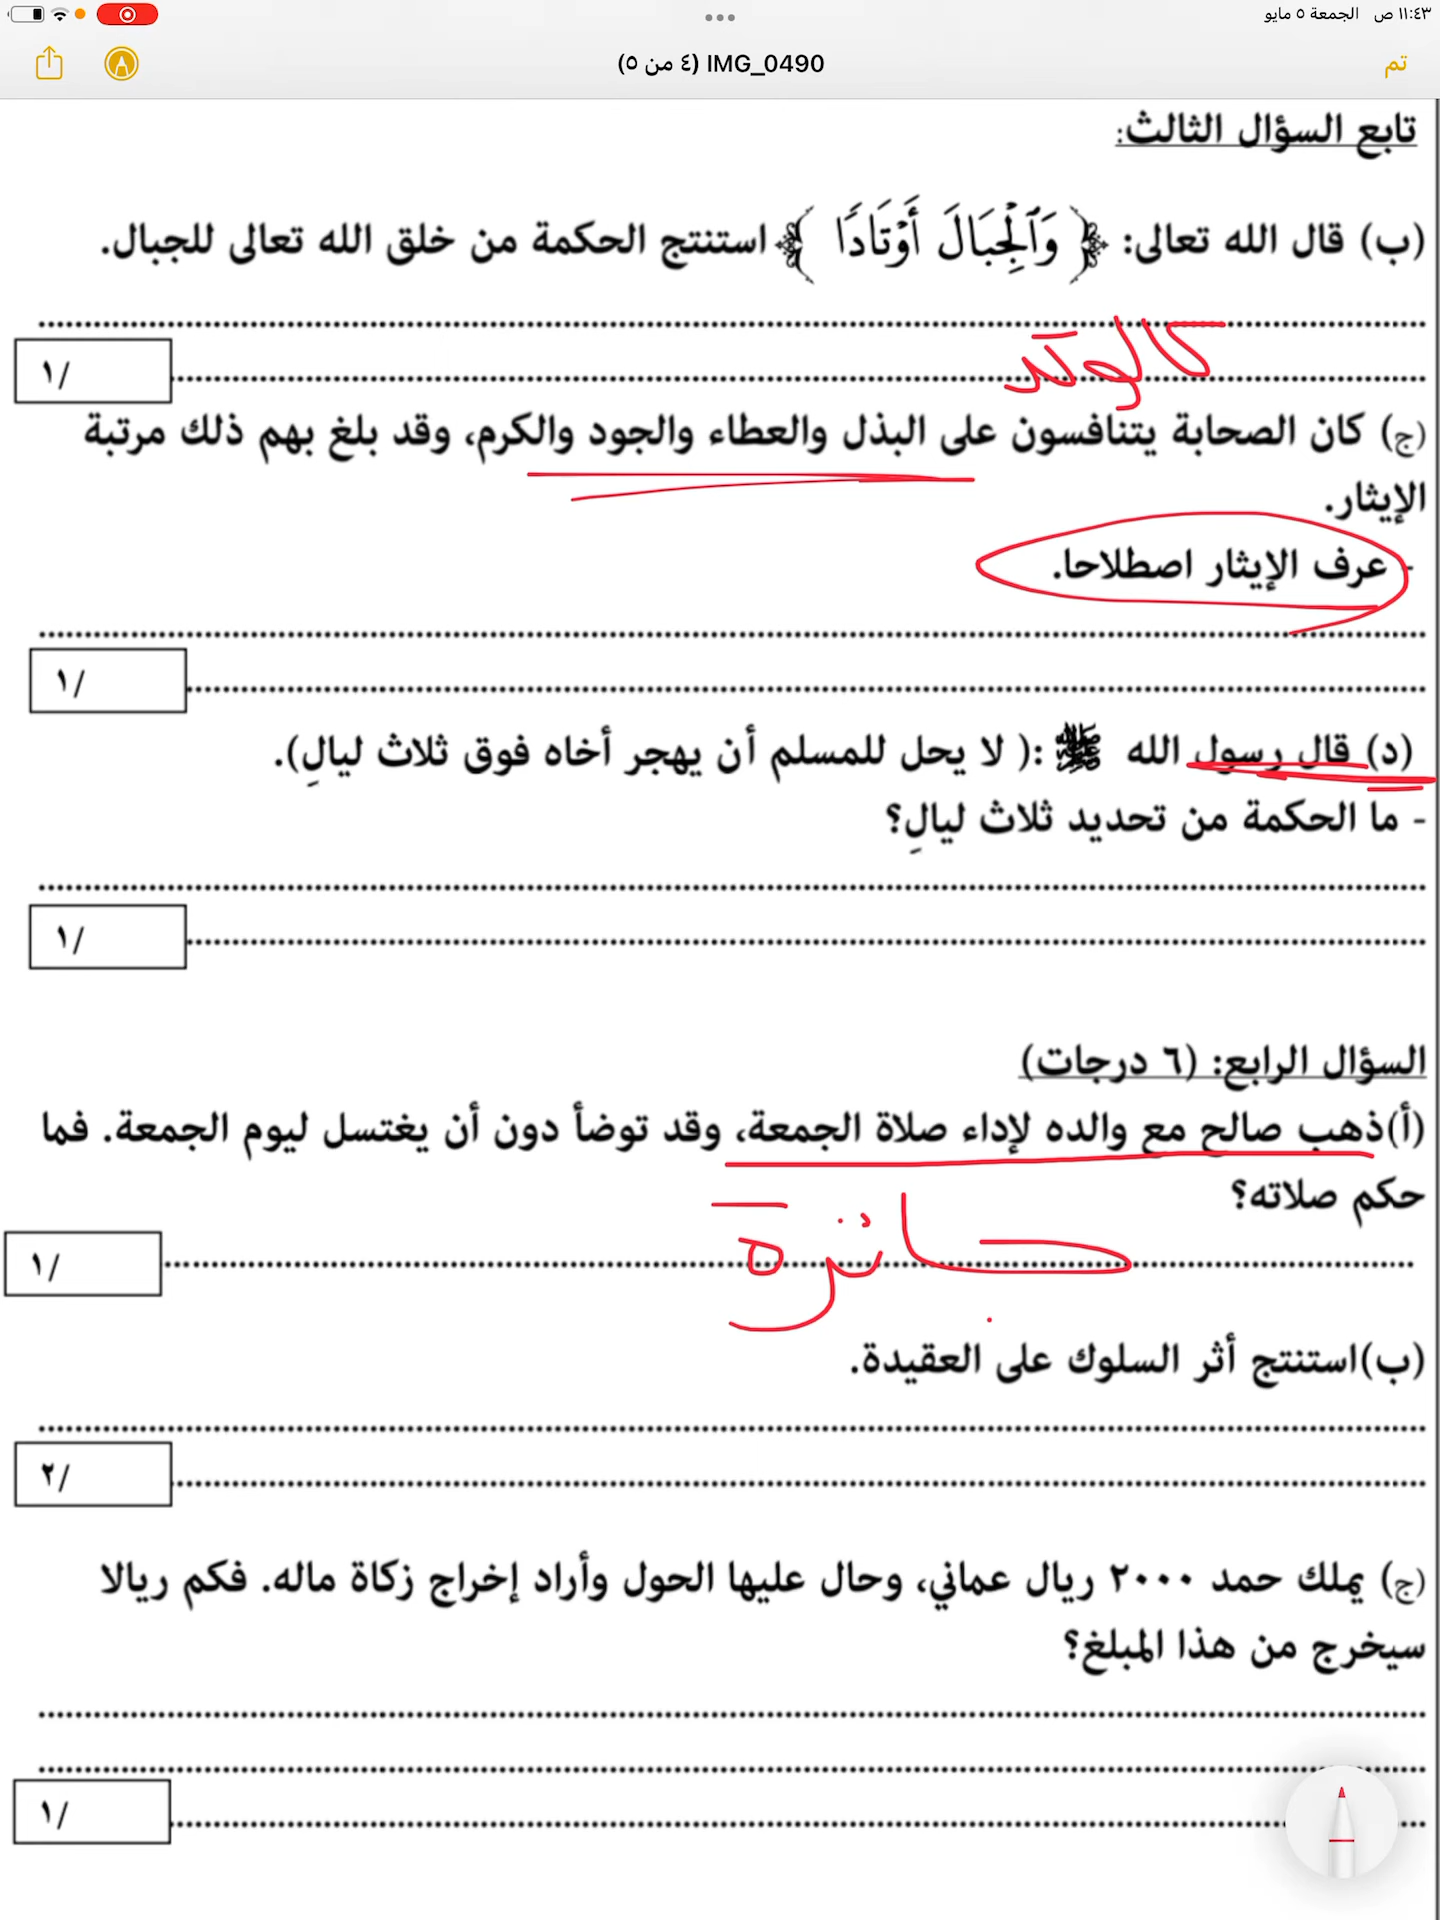 ١١:٤٣ ص الجمعة ٥ مايو
تم
IMG_0490 (٤ من ٥)
تابع السؤال الثالث:
(ب) قال الله تعالى: ﴿ وَٱلْجِبَالَ أَوْتَادًا ﴾ استنتج الحكمة من خلق الله تعالى للجبال.
كالوتد
/١
(ج) كان الصحابة يتنافسون على البذل والعطاء والجود والكرم، وقد بلغ بهم ذلك مرتبة
الإيثار.
- عرف الإيثار اصطلاحا.
/١
(د) قال رسول الله ﷺ :( لا يحل للمسلم أن يهجر أخاه فوق ثلاث ليالِ).
- ما الحكمة من تحديد ثلاث ليالِ؟
/١
السؤال الرابع: (٦ درجات)
(أ)ذهب صالح مع والده لإداء صلاة الجمعة، وقد توضأ دون أن يغتسل ليوم الجمعة. فما
حكم صلاته؟
جائزة
/١
(ب)استنتج أثر السلوك على العقيدة.
/٢
(ج) يملك حمد ٢٠٠٠ ريال عماني، وحال عليها الحول وأراد إخراج زكاة ماله. فكم ريالا
سيخرج من هذا المبلغ؟
/١